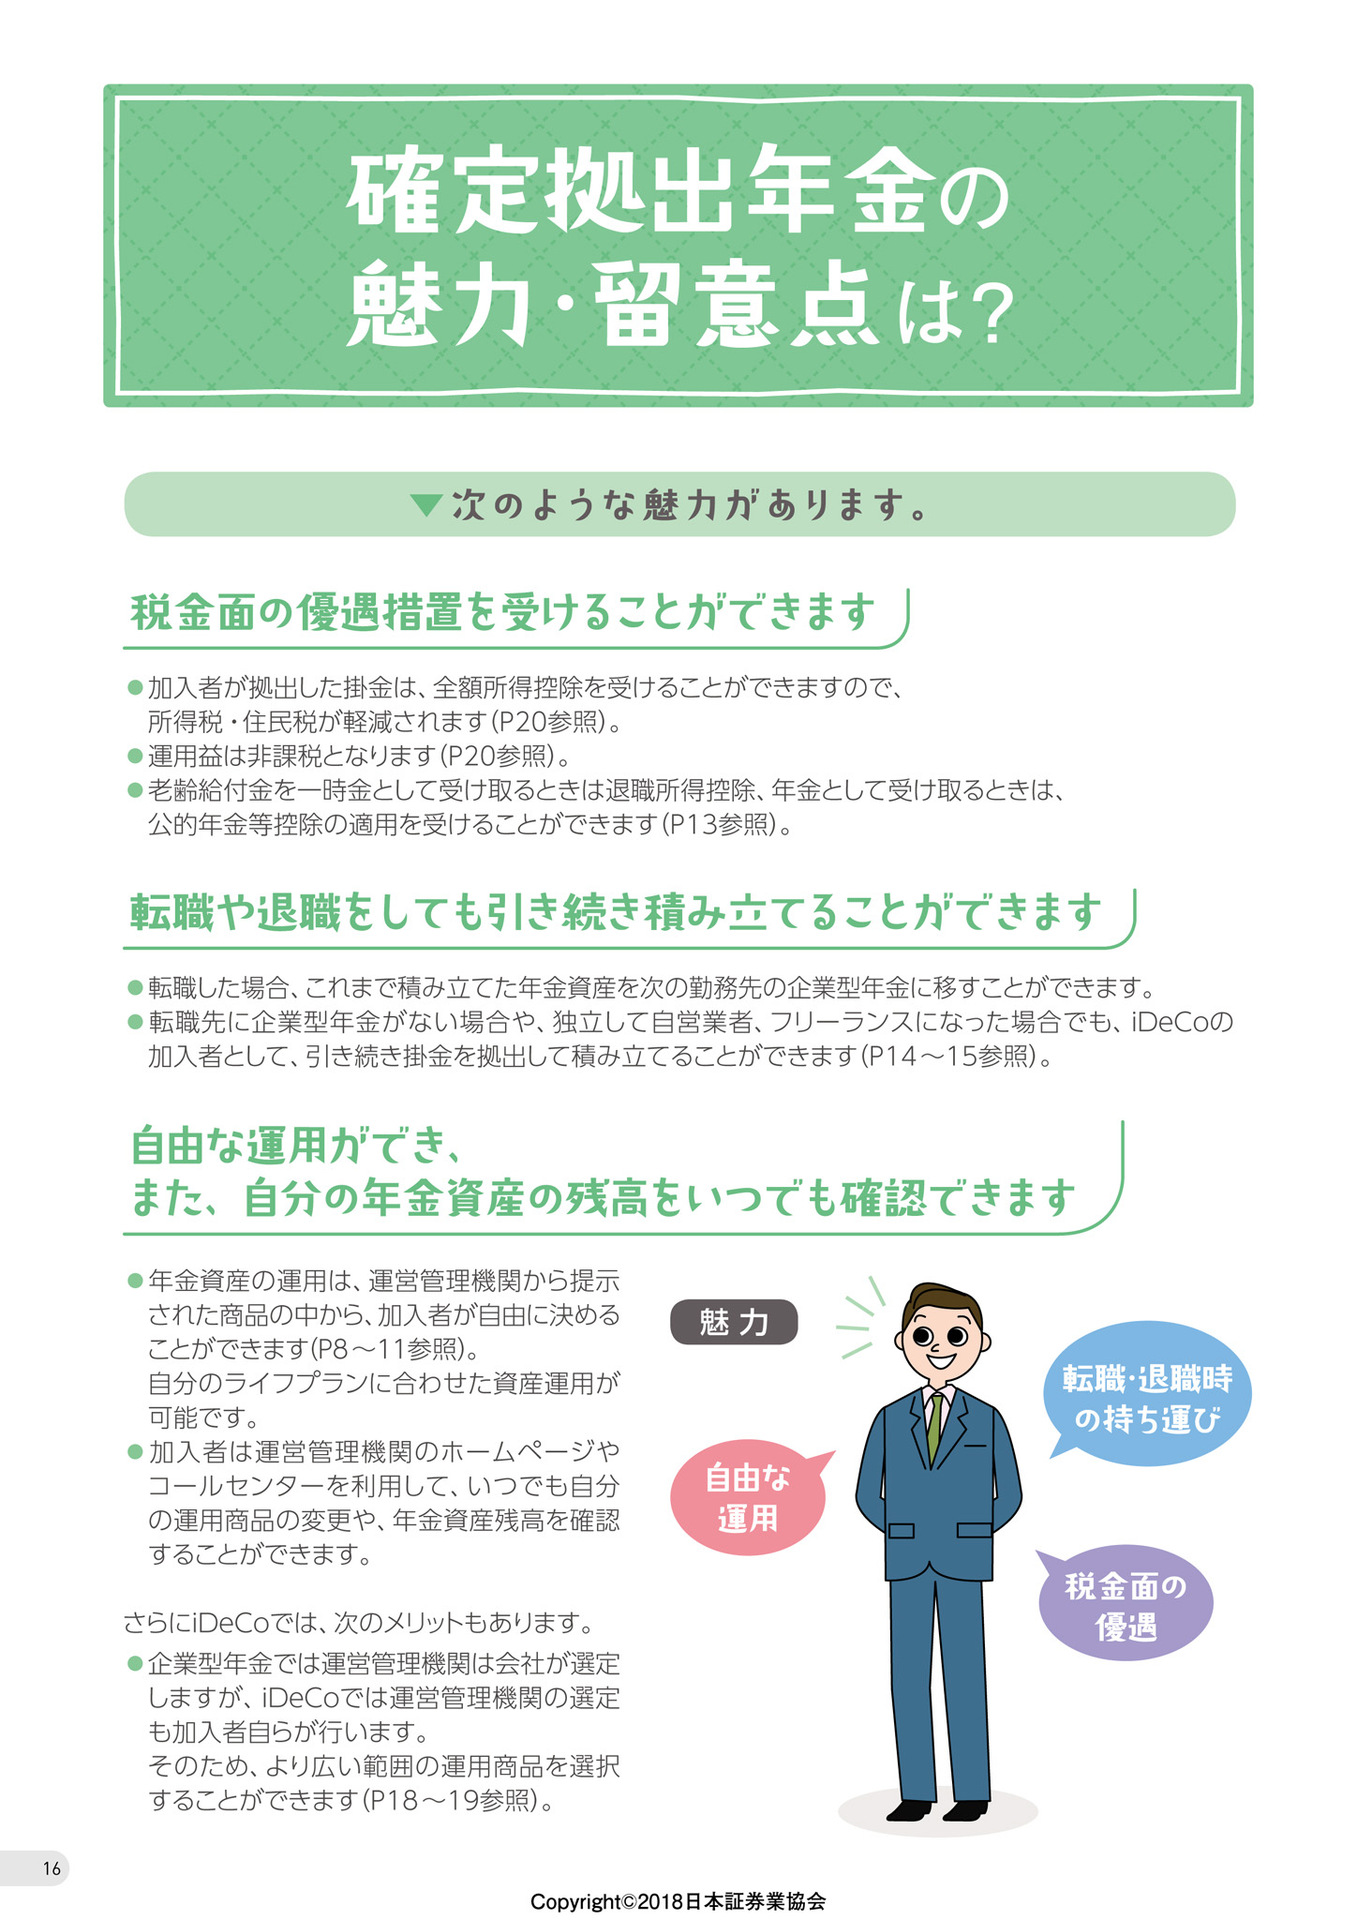 確定拠出年金の
魅力・留意点は?
▼次のような魅力があります。
税金面の優遇措置を受けることができます
●加入者が拠出した掛金は、全額所得控除を受けることができますので、
所得税・住民税が軽減されます(P20参照)。
●運用益は非課税となります(P20参照)。
●老齢給付金を一時金として受け取るときは退職所得控除、年金として受け取るときは、
公的年金等控除の適用を受けることができます(P13参照)。
転職や退職をしても引き続き積み立てることができます
●転職した場合、これまで積み立てた年金資産を次の勤務先の企業型年金に移すことができます。
●転職先に企業型年金がない場合や、独立して自営業者、フリーランスになった場合でも、iDeCoの
加入者として、引き続き掛金を拠出して積み立てることができます(P14～15参照)。
自由な運用ができ、
また、自分の年金資産の残高をいつでも確認できます
●年金資産の運用は、運営管理機関から提示
された商品の中から、加入者が自由に決める
ことができます(P8～11参照)。
自分のライフプランに合わせた資産運用が
可能です。
●加入者は運営管理機関のホームページや
コールセンターを利用して、いつでも自分
の運用商品の変更や、年金資産残高を確認
することができます。
さらにiDeCoでは、次のメリットもあります。
●企業型年金では運営管理機関は会社が選定
しますが、iDeCoでは運営管理機関の選定
も加入者自らが行います。
そのため、より広い範囲の運用商品を選択
することができます(P18～19参照)。
魅力
転職・退職時
の持ち運び
自由な
運用
税金面の
優遇
16
Copyright©2018日本証券業協会